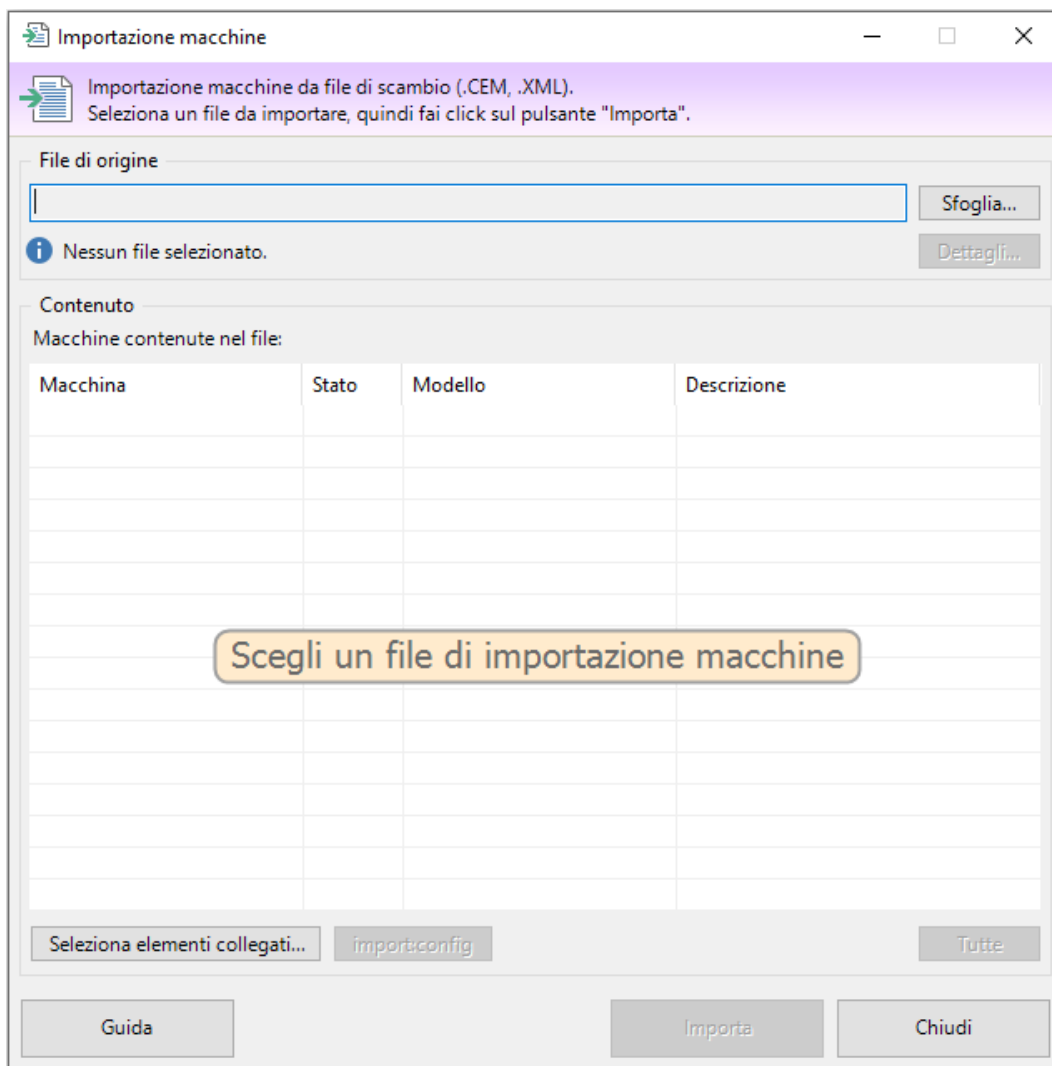 Importazione macchine
Importazione macchine da file di scambio (.CEM, .XML).
Seleziona un file da importare, quindi fai click sul pulsante "Importa".
File di origine
Sfoglia...
Nessun file selezionato.
Dettagli...
Contenuto
Macchine contenute nel file:
Macchina Stato Modello Descrizione
Scegli un file di importazione macchine
Seleziona elementi collegati... import:config Tutte
Guida Importa Chiudi